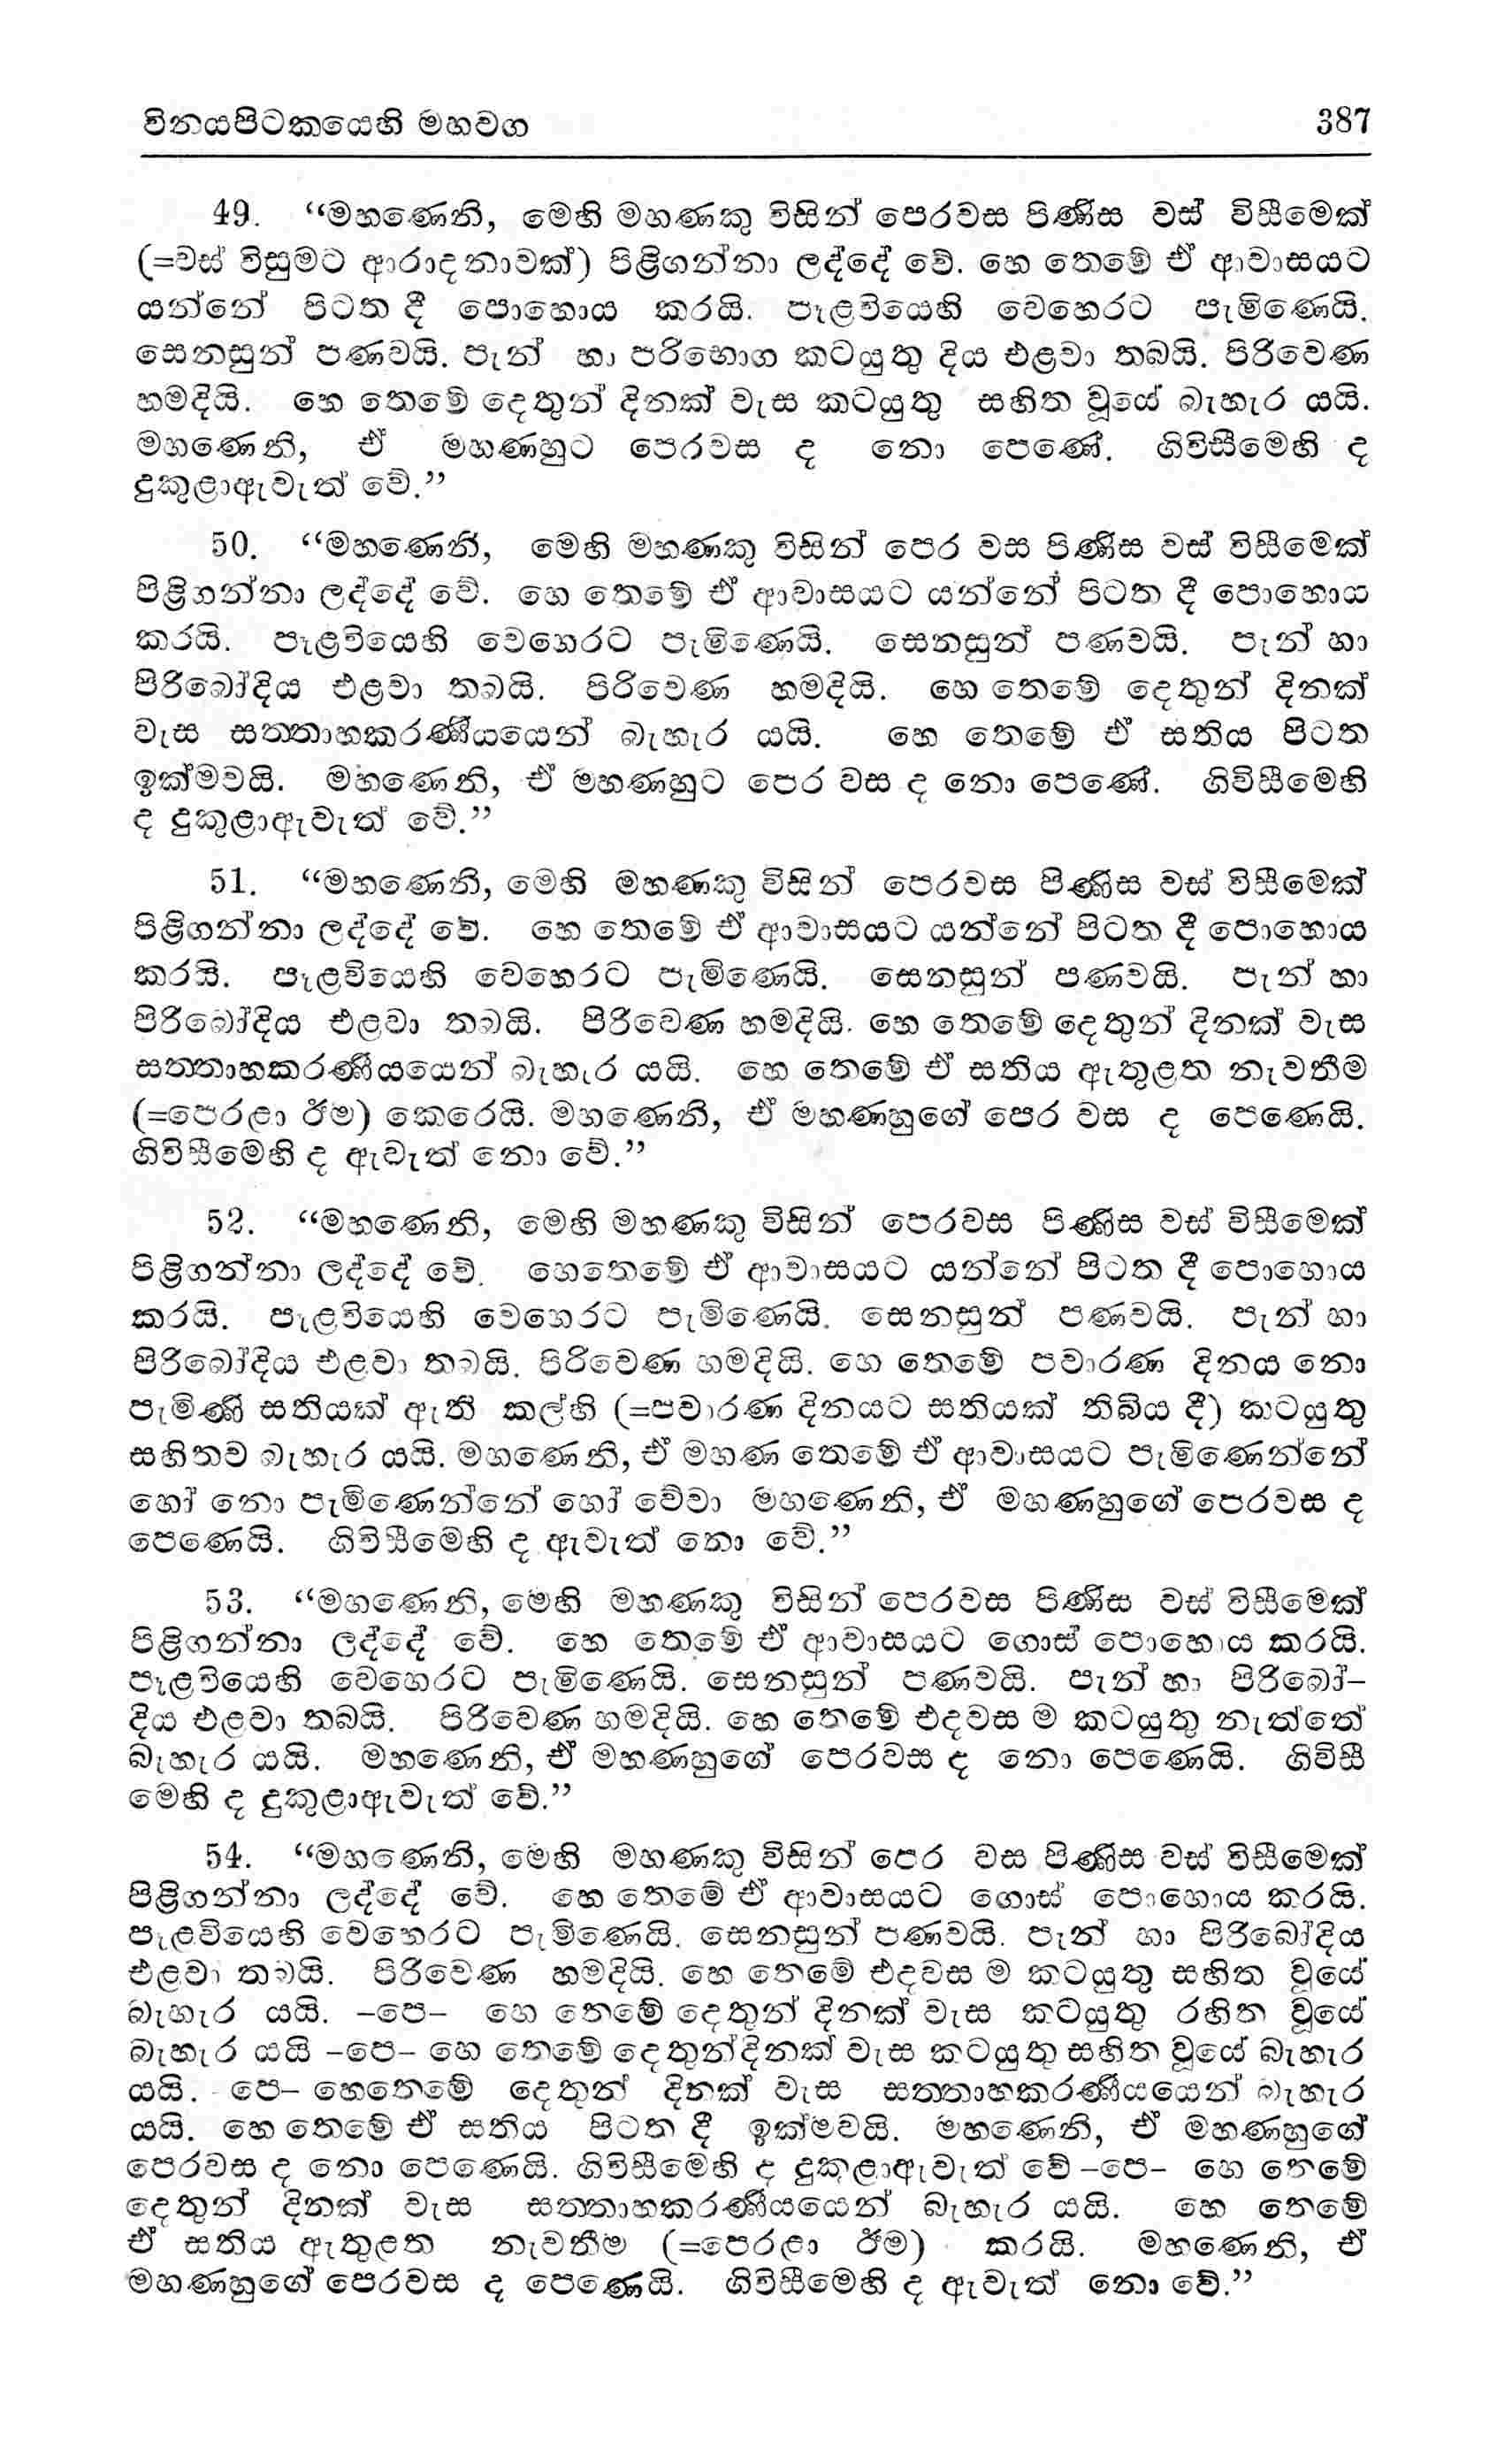 විනයපිටකයෙහි මහවග 387
49. “මහණෙනි, මෙහි මහණකු විසින් පෙරවස පිණිස වස් විසීමෙක්
(=වස් විසුමට ආරාදනාවක්) පිළිගන්නා ලද්දේ වේ. හෙ තෙමේ ඒ ආවාසයට
යන්නේ පිටත දී පොහොය කරයි. පැළවියෙහි වෙහෙරට පැමිණෙයි.
සෙනසුන් පණවයි. පැන් හා පරිභොග කටයුතු දිය එළවා තබයි. පිරිවෙණ
හමදියි. හෙ තෙමේ දෙතුන් දිනක් වැස කටයුතු සහිත වූයේ බැහැර යයි.
මහණෙනි, ඒ මහණහුට පෙරවස ද නො පෙණේ. ගිවිසීමෙහි ද
දුකුළාඇවැත් වේ.”
50. “මහණෙනි, මෙහි මහණකු විසින් පෙර වස පිණිස වස් විසීමෙක්
පිළිගන්නා ලද්දේ වේ. හෙ තෙමේ ඒ ආවාසයට යන්නේ පිටත දී පොහොය
කරයි. පැළවියෙහි වෙහෙරට පැමිණෙයි. සෙනසුන් පණවයි. පැන් හා
පිරිබෝදිය එළවා තබයි. පිරිවෙණ හමදියි. හෙ තෙමේ දෙතුන් දිනක්
වැස සත්තාහකරණීයයෙන් බැහැර යයි. හෙ තෙමේ ඒ සතිය පිටත
ඉක්මවයි. මහණෙනි, ඒ මහණහුට පෙර වස ද නො පෙණේ. ගිවිසීමෙහි
ද දුකුළාඇවැත් වේ.”
51. “මහණෙනි, මෙහි මහණකු විසින් පෙරවස පිණිස වස් විසීමෙක්
පිළිගන්නා ලද්දේ වේ. හෙ තෙමේ ඒ ආවාසයට යන්නේ පිටත දී පොහොය
කරයි. පැළවියෙහි වෙහෙරට පැමිණෙයි. සෙනසුන් පණවයි. පැන් හා
පිරිබෝදිය එළවා තබයි. පිරිවෙණ හමදියි. හෙ තෙමේ දෙතුන් දිනක් වැස
සත්තාහකරණීයයෙන් බැහැර යයි. හෙ තෙමේ ඒ සතිය ඇතුළත නැවතීම
(=පෙරළා ඊම) කෙරෙයි. මහණෙනි, ඒ මහණහුගේ පෙර වස ද පෙණෙයි.
ගිවිසීමෙහි ද ඇවැත් නො වේ.”
52. “මහණෙනි, මෙහි මහණකු විසින් පෙරවස පිණිස වස් විසීමෙක්
පිළිගන්නා ලද්දේ වේ. හෙතෙමේ ඒ ආවාසයට යන්නේ පිටත දී පොහොය
කරයි. පැළවියෙහි වෙහෙරට පැමිණෙයි. සෙනසුන් පණවයි. පැන් හා
පිරිබෝදිය එළවා තබයි. පිරිවෙණ හමදියි. හෙ තෙමේ පවාරණ දිනය නො
පැමිණි සතියක් ඇති කල්හි (=පවාරණ දිනයට සතියක් තිබිය දී) කටයුතු
සහිතව බැහැර යයි. මහණෙනි, ඒ මහණ තෙමේ ඒ ආවාසයට පැමිණෙන්නේ
හෝ නො පැමිණෙන්නේ හෝ වේවා මහණෙනි, ඒ මහණහුගේ පෙරවස ද
පෙණෙයි. ගිවිසීමෙහි ද ඇවැත් නො වේ.”
53. “මහණෙනි, මෙහි මහණකු විසින් පෙරවස පිණිස වස් විසීමෙක්
පිළිගන්නා ලද්දේ වේ. හෙ තෙමේ ඒ ආවාසයට ගොස් පොහොය කරයි.
පැළවියෙහි වෙහෙරට පැමිණෙයි. සෙනසුන් පණවයි. පැන් හා පිරිබෝ–
දිය එළවා තබයි. පිරිවෙණ හමදියි. හෙ තෙමේ එදවස ම කටයුතු නැත්තේ
බැහැර යයි. මහණෙනි, ඒ මහණහුගේ පෙරවස ද නො පෙණෙයි. ගිවිසී
මෙහි ද දුකුළාඇවැත් වේ.”
54. “මහණෙනි, මෙහි මහණකු විසින් පෙර වස පිණිස වස් විසීමෙක්
පිළිගන්නා ලද්දේ වේ. හෙ තෙමේ ඒ ආවාසයට ගොස් පොහොය කරයි.
පැළවියෙහි වෙහෙරට පැමිණෙයි. සෙනසුන් පණවයි. පැන් හා පිරිබෝදිය
එළවා තබයි. පිරිවෙණ හමදියි. හෙ තෙමේ එදවස ම කටයුතු සහිත වූයේ
බැහැර යයි. –පෙ– හෙ තෙමේ දෙතුන් දිනක් වැස කටයුතු රහිත වූයේ
බැහැර යයි –පෙ– හෙ තෙමේ දෙතුන්දිනක් වැස කටයුතු සහිත වූයේ බැහැර
යයි. - පෙ– හෙතෙමේ දෙතුන් දිනක් වැස සත්තාහකරණීයයෙන් බැහැර
යයි. හෙ තෙමේ ඒ සතිය පිටත දී ඉක්මවයි. මහණෙනි, ඒ මහණහුගේ
පෙරවස ද නො පෙණෙයි. ගිවිසීමෙහි ද දුකුළාඇවැත් වේ –පෙ– හෙ තෙමේ
දෙතුන් දිනක් වැස සත්තාහකරණීයයෙන් බැහැර යයි. හෙ තෙමේ
ඒ සතිය ඇතුළත නැවතීම (=පෙරළා ඊම) කරයි. මහණෙනි, ඒ
මහණහුගේ පෙරවස ද පෙණෙයි. ගිවිසීමෙහි ද ඇවැත් නො වේ.”